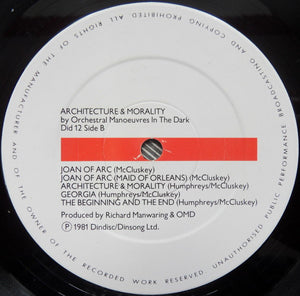 ALL RIGHTS OF THE MANUFACTURER AND OF THE OWNER OF THE RECORDED WORK RESERVED. UNAUTHORISED PUBLIC PERFORMANCE BROADCASTING AND COPYING PROHIBITED
ARCHITECTURE & MORALITY
by Orchestral Manoeuvres In The Dark
Did 12 Side B
JOAN OF ARC (McCluskey)
JOAN OF ARC (MAID OF ORLEANS) (McCluskey)
ARCHITECTURE & MORALITY (Humphreys/McCluskey)
GEORGIA (Humphreys/McCluskey)
THE BEGINNING AND THE END (Humphreys/McCluskey)
Produced by Richard Manwaring & OMD
Ⓟ 1981 Dindisc/Dinsong Ltd.